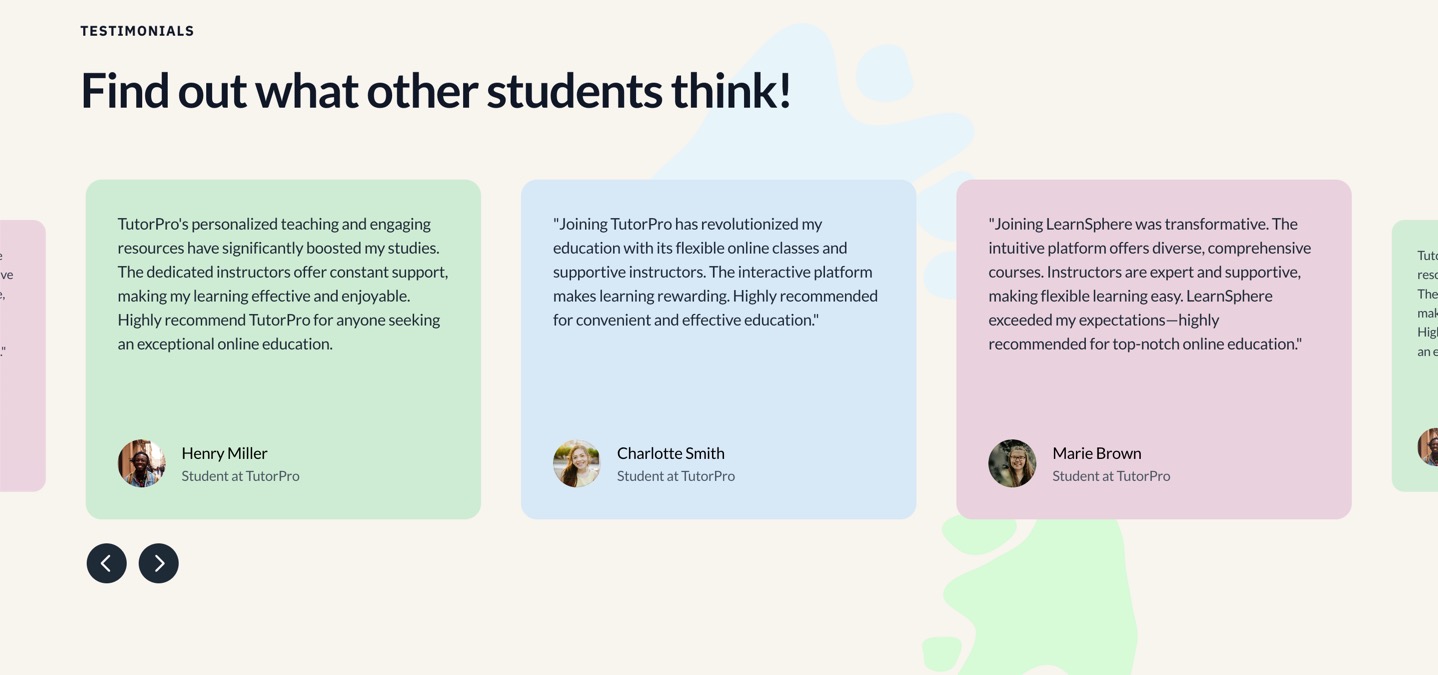 TESTIMONIALS
Find out what other students think!
ve
TutorPro's personalized teaching and engaging
resources have significantly boosted my studies.
The dedicated instructors offer constant support,
making my learning effective and enjoyable.
Highly recommend TutorPro for anyone seeking
an exceptional online education.
Henry Miller
Student at TutorPro
"Joining TutorPro has revolutionized my
education with its flexible online classes and
supportive instructors. The interactive platform
makes learning rewarding. Highly recommended
for convenient and effective education."
Charlotte Smith
Student at TutorPro
"Joining LearnSphere was transformative. The
intuitive platform offers diverse, comprehensive
courses. Instructors are expert and supportive,
making flexible learning easy. LearnSphere
exceeded my expectations—highly
recommended for top-notch online education."
Marie Brown
Student at TutorPro
The